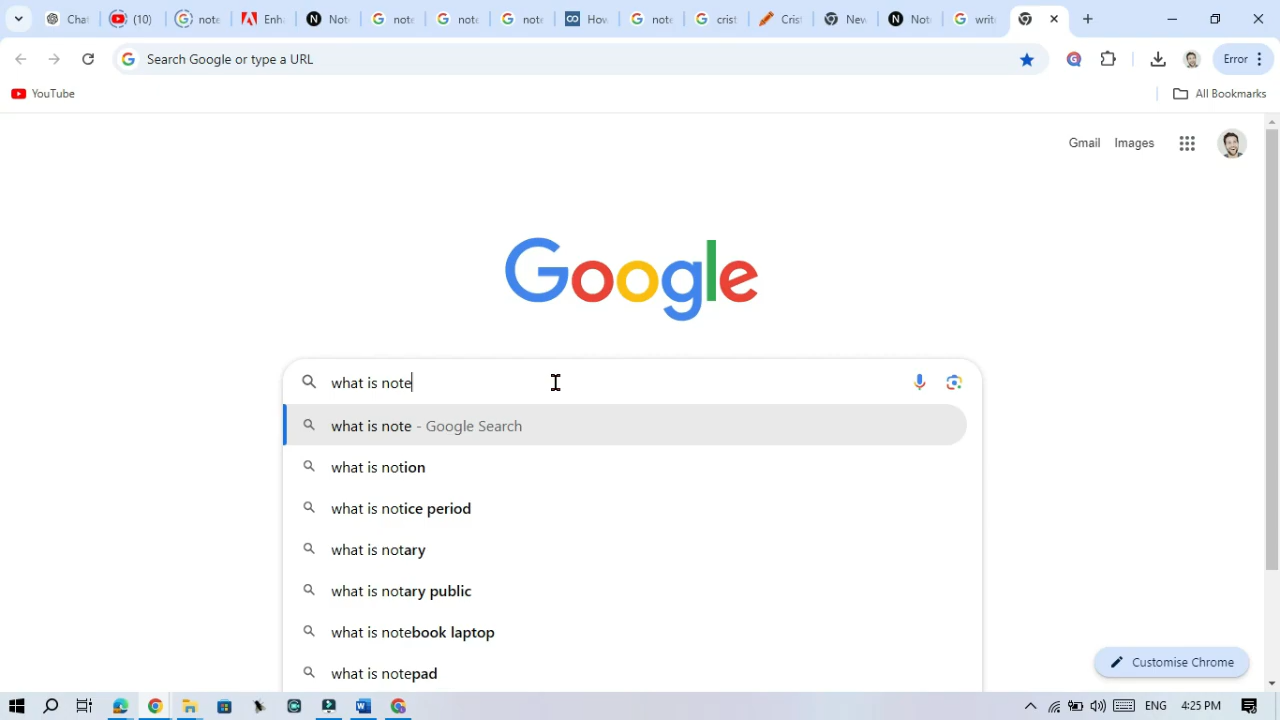 Chat
(10)
note
Enh
Not
note
note
note
How
note
crist
Cris
New
Not
write
Search Google or type a URL
Error
YouTube
All Bookmarks
Gmail
Images
Google
what is note
what is note - Google Search
what is notion
what is notice period
what is notary
what is notary public
what is notebook laptop
what is notepad
Customise Chrome
ENG
4:25 PM